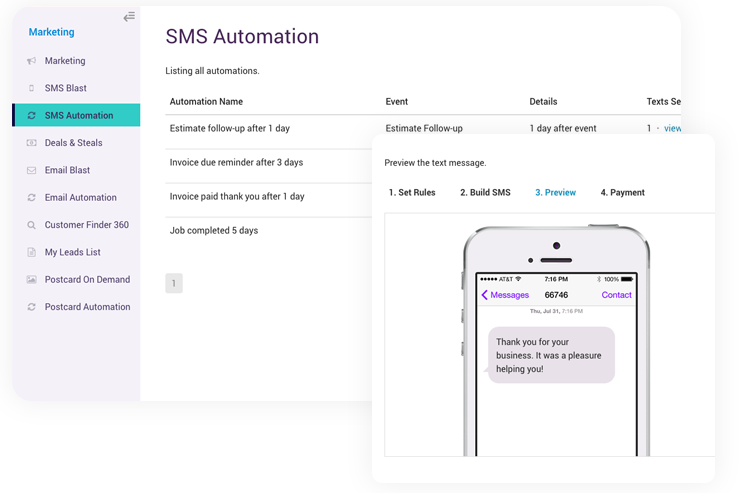 Marketing
Marketing
SMS Blast
SMS Automation
Deals & Steals
Email Blast
Email Automation
Customer Finder 360
My Leads List
Postcard On Demand
Postcard Automation
SMS Automation
Listing all automations.
Automation Name Event Details Texts Se
Estimate follow-up after 1 day Estimate Follow-up 1 day after event 1 · view
Invoice due reminder after 3 days
Invoice paid thank you after 1 day
Job completed 5 days
1
Preview the text message.
1. Set Rules 2. Build SMS 3. Preview 4. Payment
AT&T 7:16 PM 100%
Messages 66746 Contact
Thu, Jul 31, 7:16 PM
Thank you for your
business. It was a pleasure
helping you!